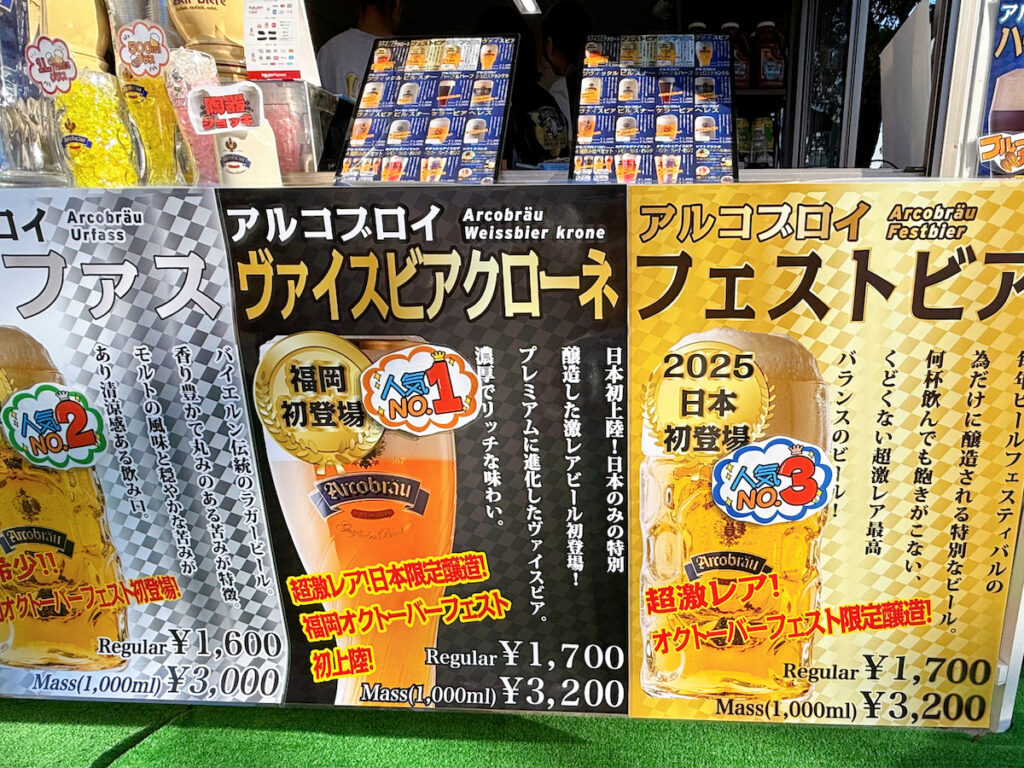 陶器
ジョッキ
ロイ
Arcobräu
Urfass
ファス
人気
NO.2
バイエルン伝統のラガービール。
香り豊かで丸みのある苦みが特徴。
モルトの風味と穏やかな苦みが
あり清涼感ある飲み口。
Arcobräu
希少!!
オクトーバーフェスト初登場!
Regular ¥1,600
Mass(1,000ml) ¥3,000
アルコブロイ
Arcobräu
Weissbier krone
ヴァイスビアクローネ
福岡
初登場
人気
NO.1
日本初上陸!日本のみの特別
醸造した激レアビール初登場!
プレミアムに進化したヴァイスビア。
濃厚でリッチな味わい。
Arcobräu
超激レア!日本限定醸造!
福岡オクトーバーフェスト
初上陸!
Regular ¥1,700
Mass(1,000ml) ¥3,200
アルコブロイ
Arcobräu
Festbier
フェストビア
2025
日本
初登場
人気
NO.3
毎年ビールフェスティバルの
為だけに醸造される特別なビール。
何杯飲んでも飽きがこない、
くどくない超激レア最高
バランスのビール!
Arcobräu
超激レア!
オクトーバーフェスト限定醸造!
Regular ¥1,700
Mass(1,000ml) ¥3,200